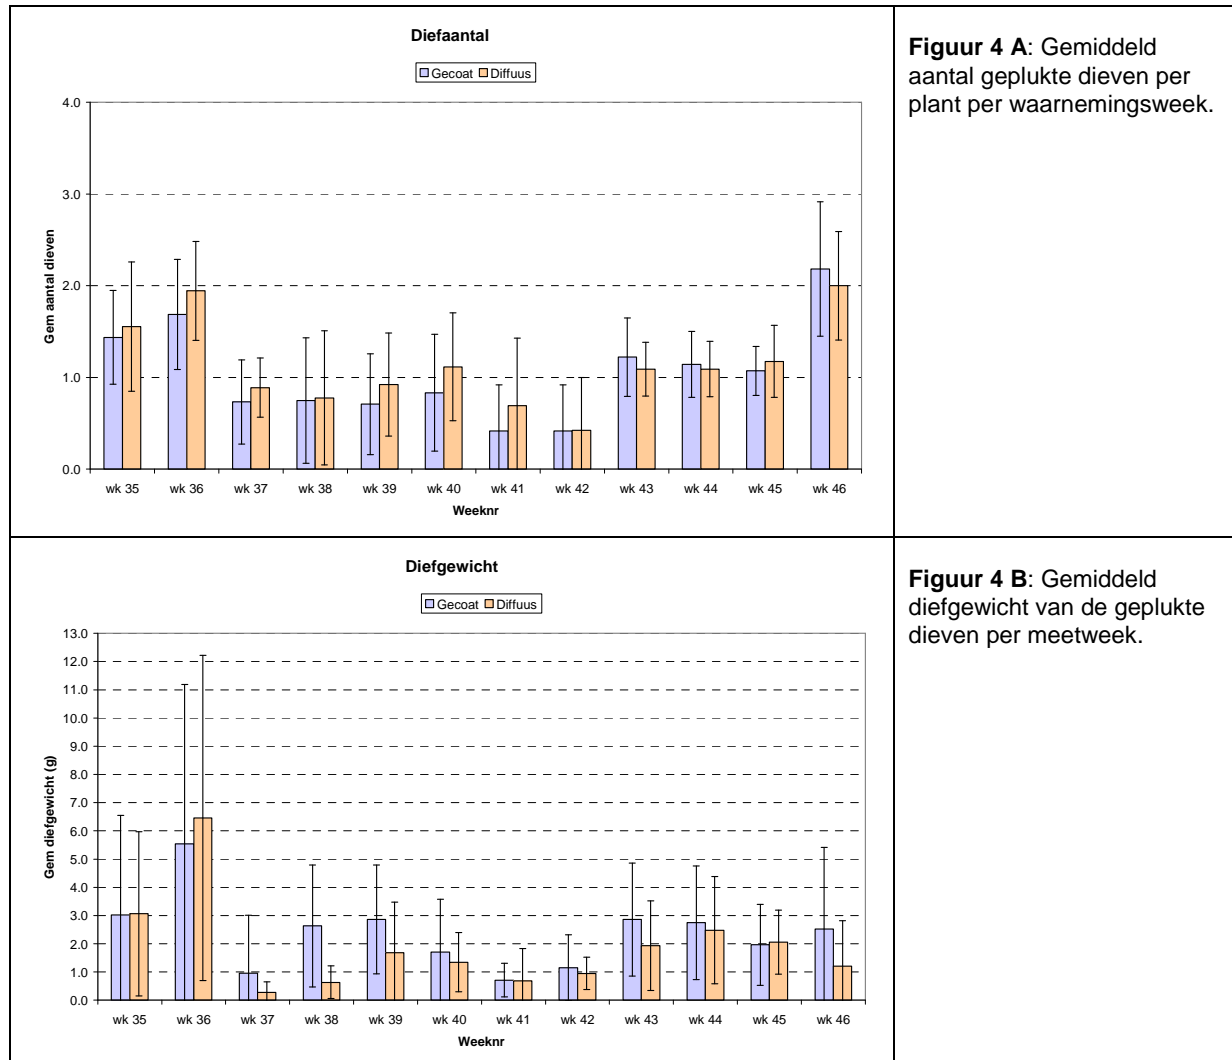 Diefaantal
Gecoat Diffuus
4.0
3.0
2.0
1.0
0.0
Gem aantal dieven
wk 35 wk 36 wk 37 wk 38 wk 39 wk 40 wk 41 wk 42 wk 43 wk 44 wk 45 wk 46
Weeknr
Figuur 4 A: Gemiddeld
aantal geplukte dieven per
plant per waarnemingsweek.
Diefgewicht
Gecoat Diffuus
13.0
12.0
11.0
10.0
9.0
8.0
7.0
6.0
5.0
4.0
3.0
2.0
1.0
0.0
Gem diefgewicht (g)
wk 35 wk 36 wk 37 wk 38 wk 39 wk 40 wk 41 wk 42 wk 43 wk 44 wk 45 wk 46
Weeknr
Figuur 4 B: Gemiddeld
diefgewicht van de geplukte
dieven per meetweek.